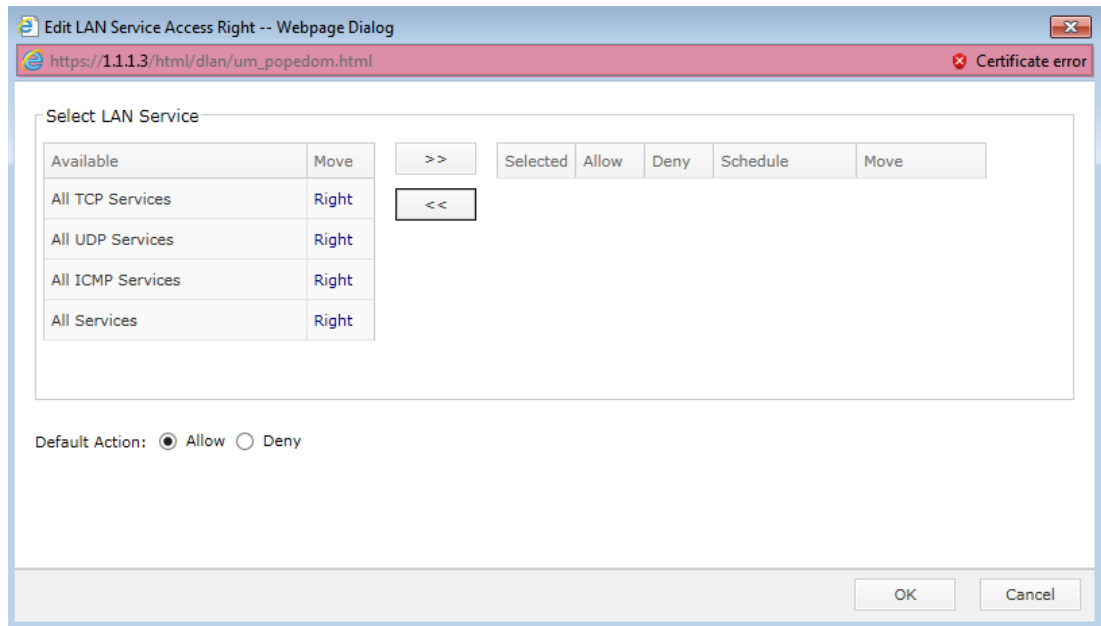 Edit LAN Service Access Right -- Webpage Dialog
https://1.1.1.3/html/dlan/um_popedom.html Certificate error
Select LAN Service
Available Move >> Selected Allow Deny Schedule Move
All TCP Services Right <<
All UDP Services Right
All ICMP Services Right
All Services Right
Default Action: Allow Deny
OK Cancel